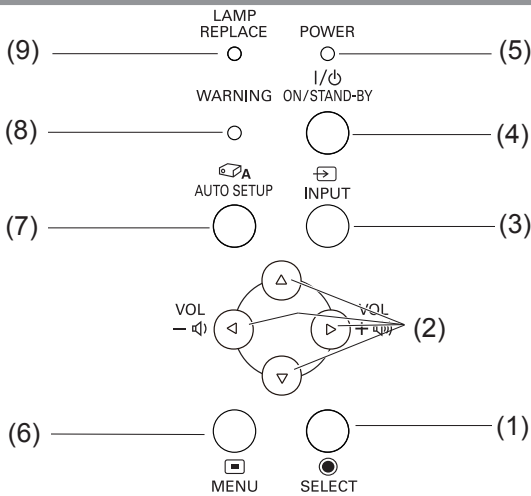 LAMP
REPLACE
POWER
(9)
(5)
I/⏻
ON/STAND-BY
WARNING
(8)
(4)
A
AUTO SETUP
INPUT
(7)
(3)
VOL
–
VOL
+
(2)
(6)
(1)
MENU
SELECT